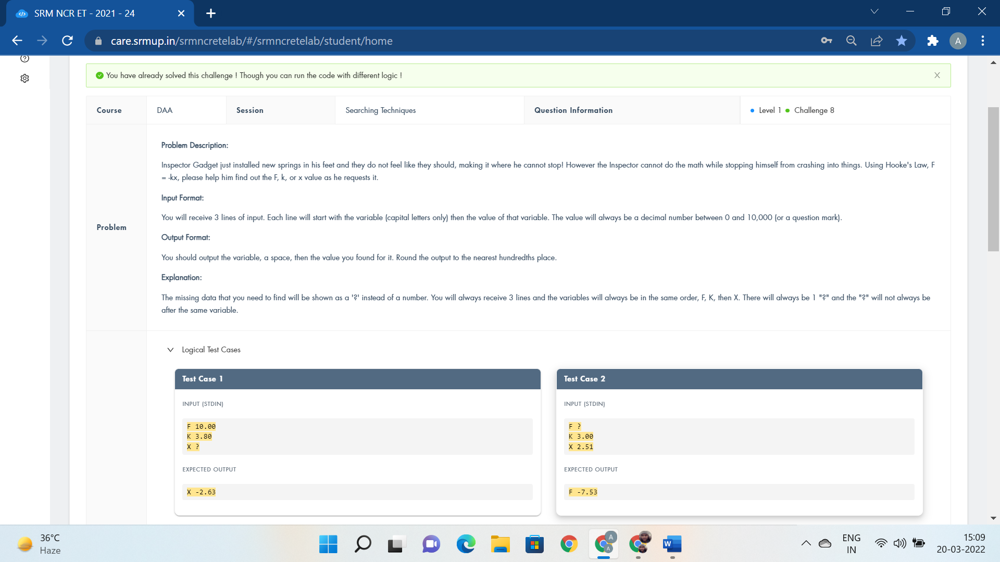 SRM NCR ET - 2021 - 24
care.srmup.in/srmncretelab/#/srmncretelab/student/home
A
You have already solved this challenge ! Though you can run the code with different logic !
Course
DAA
Session
Searching Techniques
Question Information
Level 1
Challenge 8
Problem
Problem Description:
Inspector Gadget just installed new springs in his feet and they do not feel like they should, making it where he cannot stop! However the Inspector cannot do the math while stopping himself from crashing into things. Using Hooke's Law, F
= -kx, please help him find out the F, k, or x value as he requests it.
Input Format:
You will receive 3 lines of input. Each line will start with the variable (capital letters only) then the value of that variable. The value will always be a decimal number between 0 and 10,000 (or a question mark).
Output Format:
You should output the variable, a space, then the value you found for it. Round the output to the nearest hundredths place.
Explanation:
The missing data that you need to find will be shown as a '?' instead of a number. You will always receive 3 lines and the variables will always be in the same order, F, K, then X. There will always be 1 "?" and the "?" will not always be
after the same variable.
Logical Test Cases
Test Case 1
INPUT (STDIN)
F 10.00
K 3.80
X ?
EXPECTED OUTPUT
X -2.63
Test Case 2
INPUT (STDIN)
F ?
K 3.00
X 2.51
EXPECTED OUTPUT
F -7.53
36°C
Haze
A
A
W
ENG
IN
15:09
20-03-2022